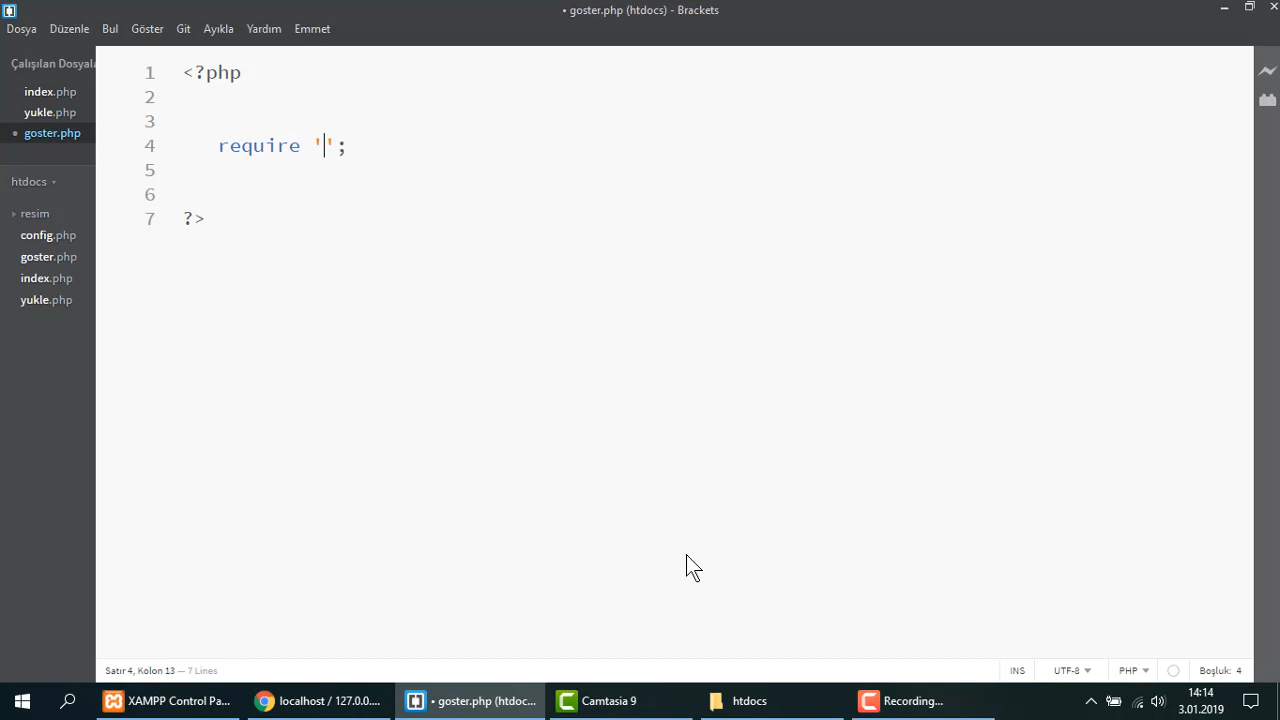 • goster.php (htdocs) - Brackets
Dosya Düzenle Bul Göster Git Ayıkla Yardım Emmet
Çalışılan Dosyala
index.php
yukle.php
• goster.php
htdocs
resim
config.php
goster.php
index.php
yukle.php
1 <?php
2
3
4 require '';
5
6
7 ?>
Satır 4, Kolon 13 — 7 Lines
INS UTF-8 PHP Boşluk: 4
XAMPP Control Pa...
localhost / 127.0.0....
• goster.php (htdoc...
Camtasia 9
htdocs
Recording...
14:14
3.01.2019